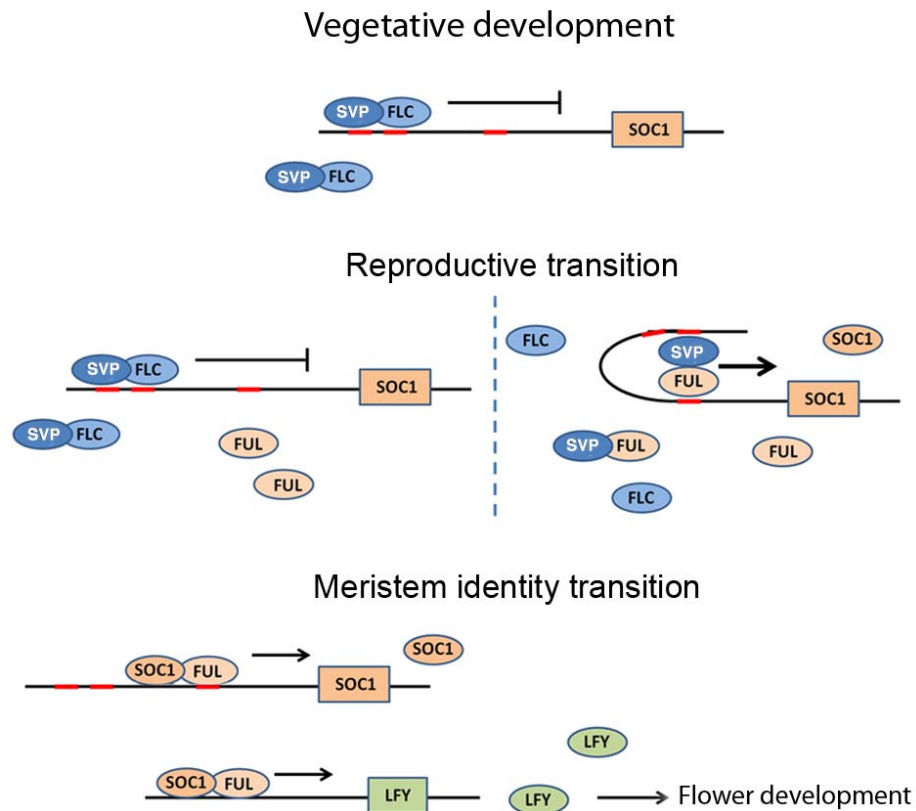 Vegetative development
SVP FLC
SOC1
SVP FLC
Reproductive transition
SVP FLC
SOC1
SVP FLC
FUL
FUL
FLC
SOC1
SVP
FUL
SOC1
SVP FUL
FUL
FLC
Meristem identity transition
SOC1 FUL
SOC1
SOC1
SOC1 FUL
LFY
LFY
LFY
Flower development